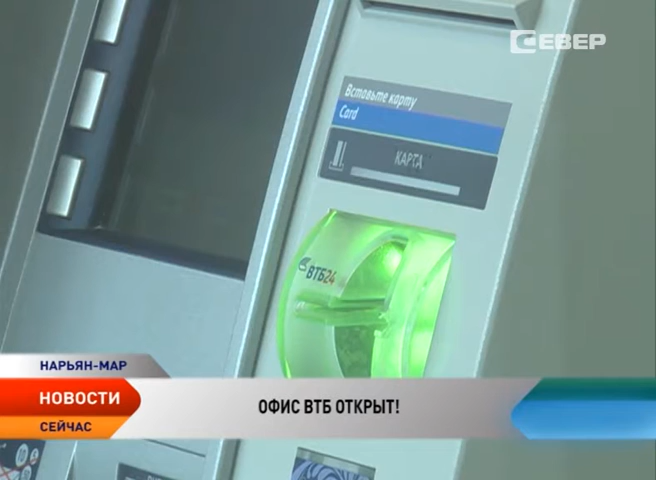 СЕВЕР
Вставьте карту
Card
КАРТА
ВТБ24
НАРЬЯН-МАР
НОВОСТИ
ОФИС ВТБ ОТКРЫТ!
СЕЙЧАС